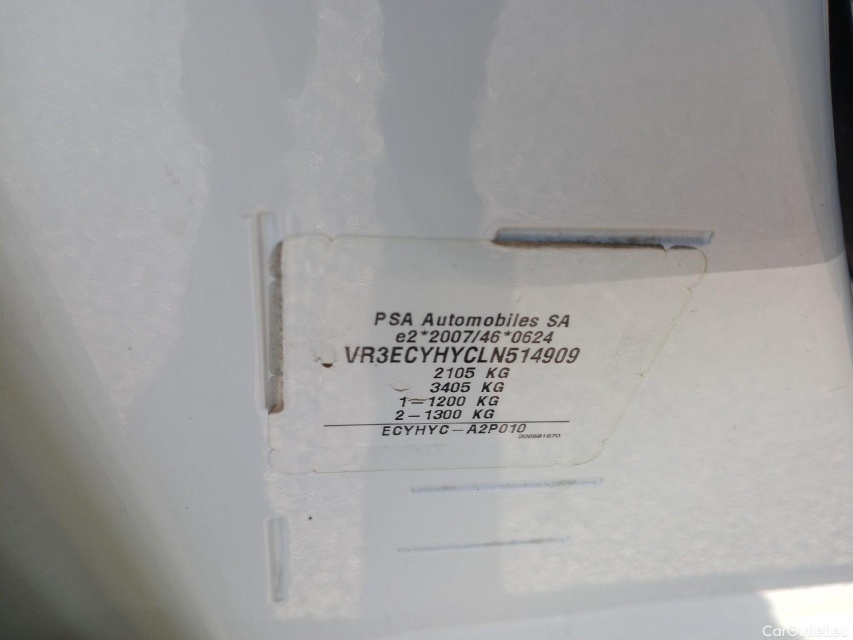 PSA Automobiles SA
e2*2007/46*0624
VR3ECYHYCLN514909
2105 KG
3405 KG
1–1200 KG
2–1300 KG
ECYHYC–A2P010
CarOutlet.eu